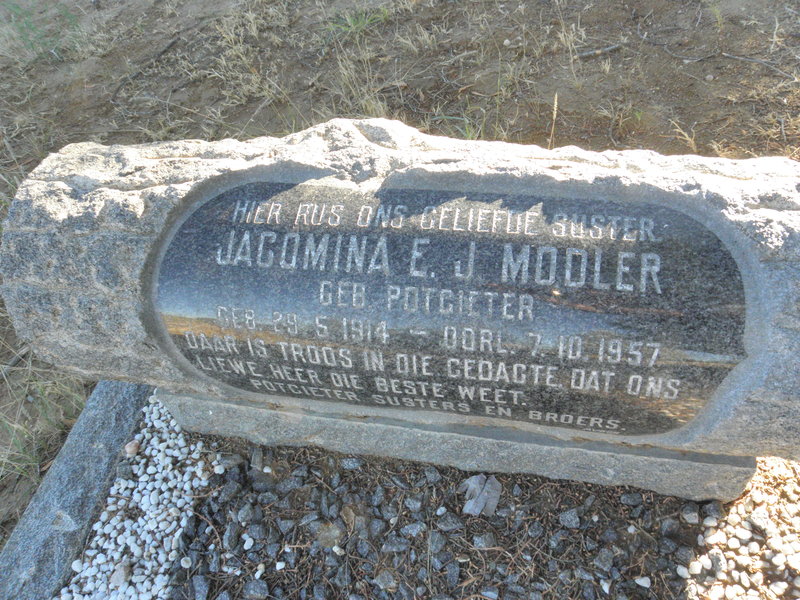 HIER RUS ONS GELIEFDE SUSTER
JACOMINA E. J. MODLER
GEB. POTGIETER
GEB. 29. 5. 1914 — OORL. 7. 10. 1957
DAAR IS TROOS IN DIE GEDAGTE, DAT ONS
LIEWE HEER DIE BESTE WEET.
POTGIETER SUSTERS EN BROERS.